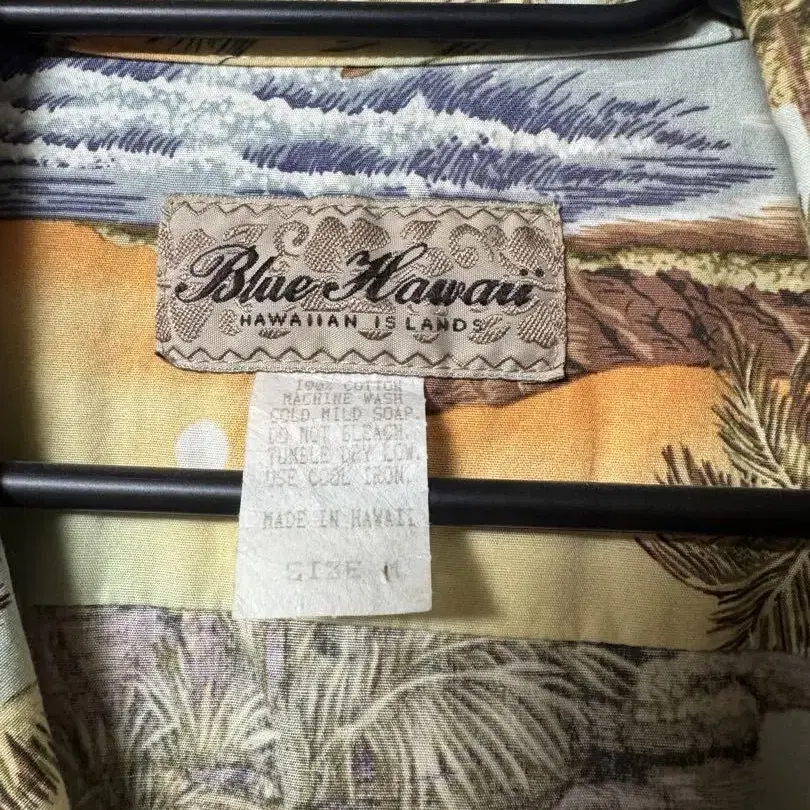 Blue Hawaii
HAWAIIAN ISLANDS
100% COTTON
MACHINE WASH
COLD MILD SOAP.
DO NOT BLEACH.
TUMBLE DRY LOW.
USE COOL IRON.
MADE IN HAWAII
SIZE M